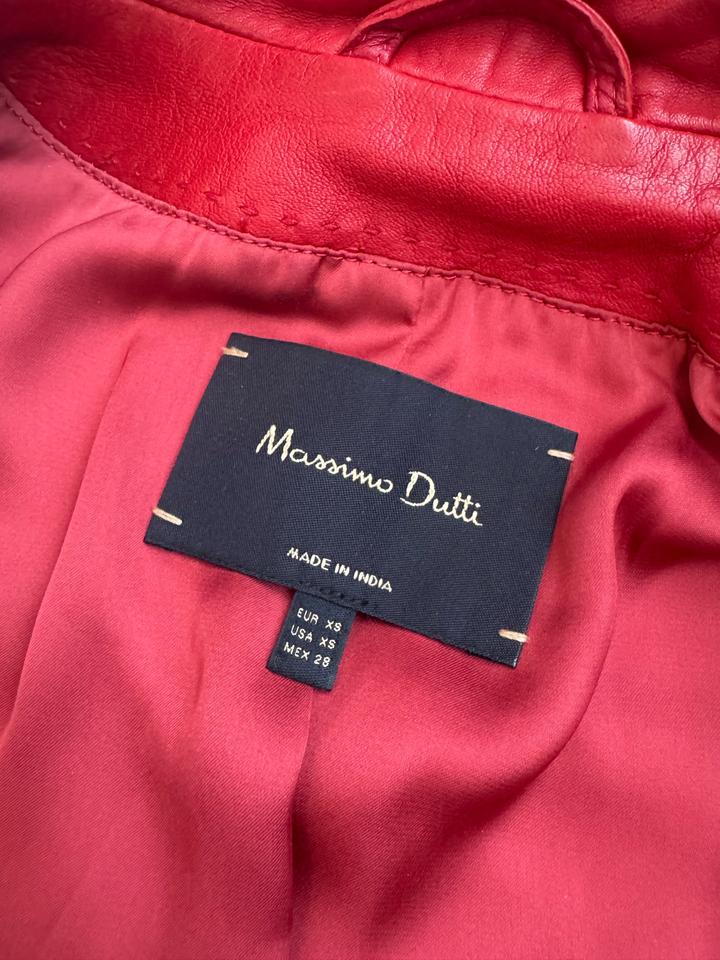 Massimo Dutti
MADE IN INDIA
EUR XS
USA XS
MEX 28